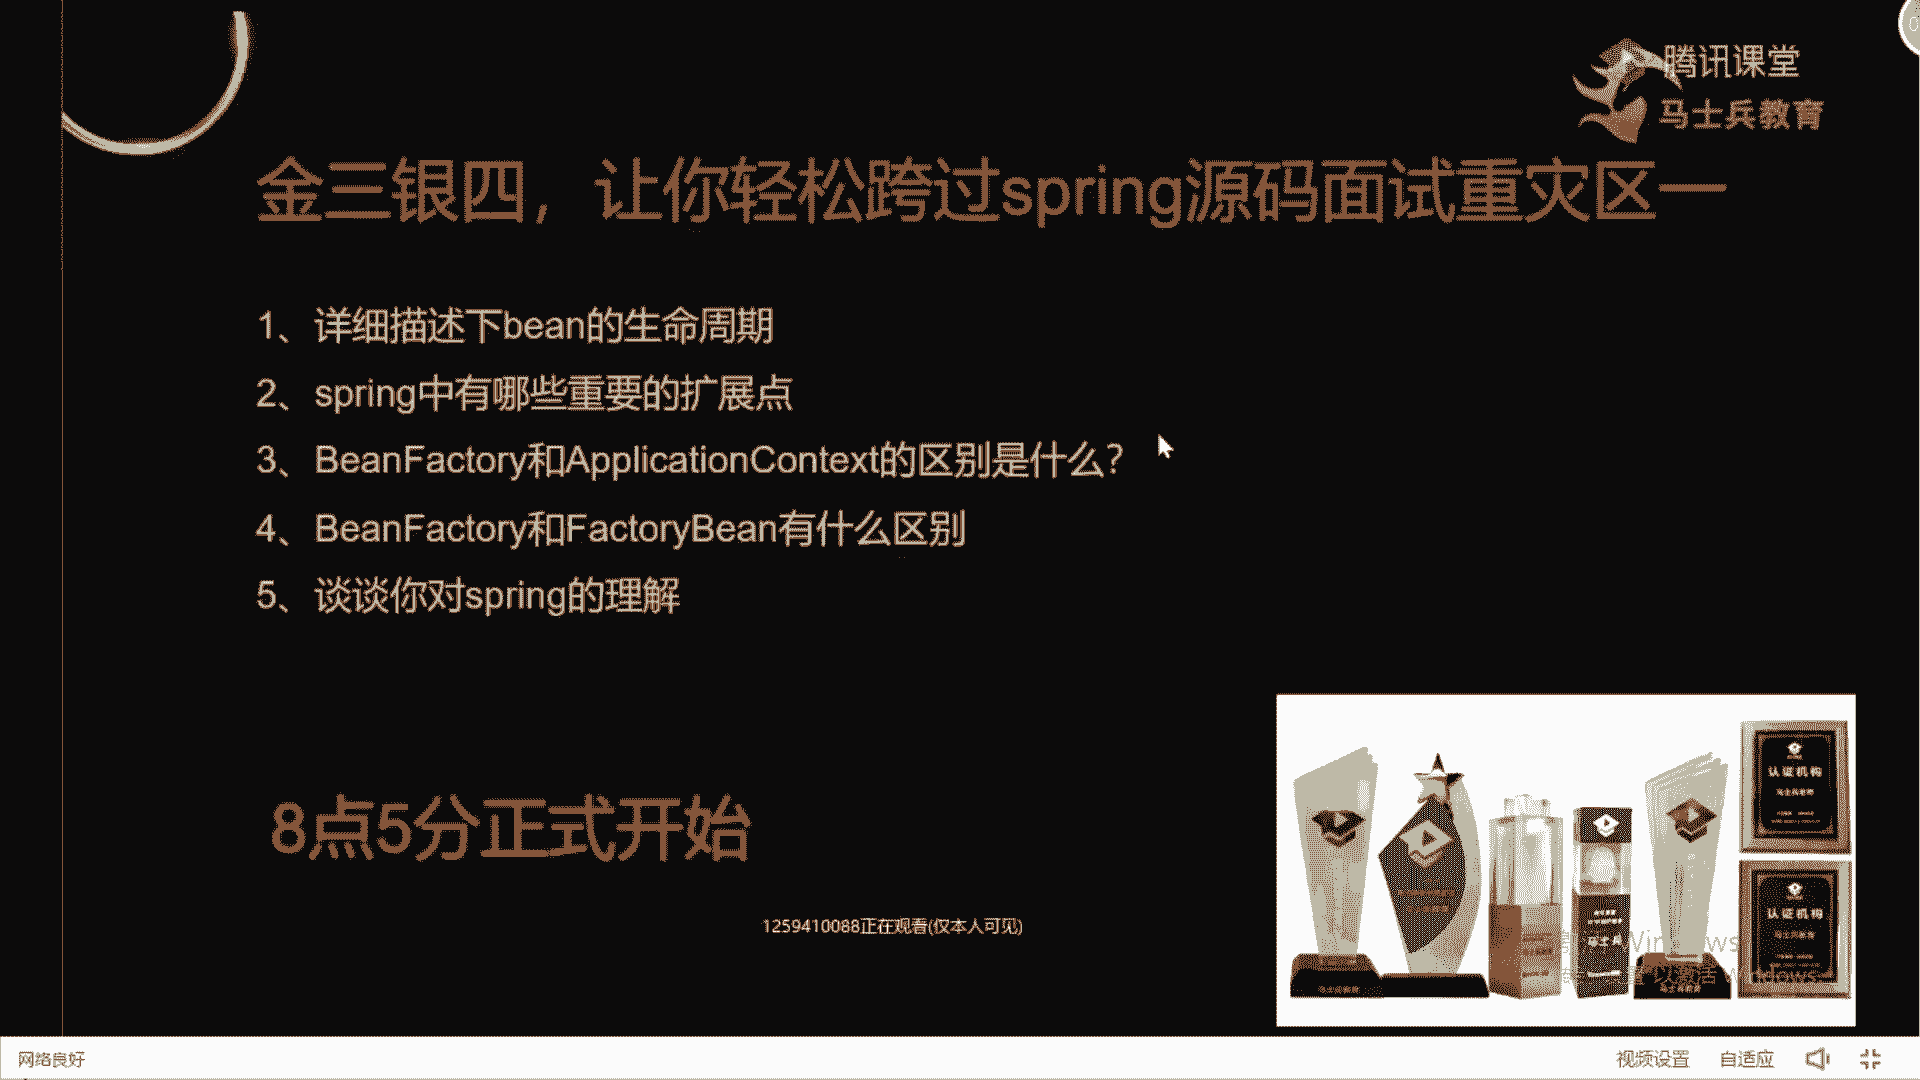 腾讯课堂
马士兵教育
金三银四，让你轻松跨过spring源码面试重灾区一
1、详细描述下bean的生命周期
2、spring中有哪些重要的扩展点
3、BeanFactory和ApplicationContext的区别是什么？
4、BeanFactory和FactoryBean有什么区别
5、谈谈你对spring的理解
8点5分正式开始
1259410088正在观看(仅本人可见)
认证机构
认证机构
马士兵
Windows
以激活 Windows
网络良好
视频设置
自适应